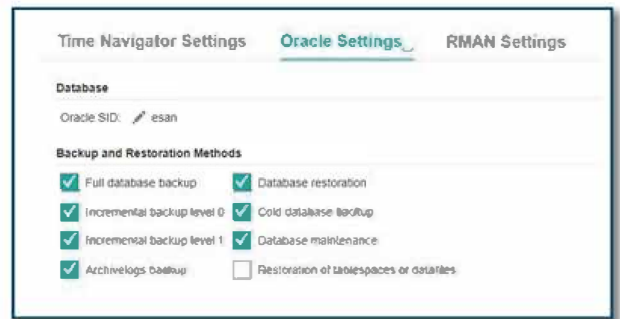 Time Navigator Settings Oracle Settings RMAN Settings
Database
Oracle SID: esan
Backup and Restoration Methods
Full database backup Database restoration
Incremental backup level 0 Cold database backup
Incremental backup level 1 Database maintenance
Archivelogs backup Restoration of tablespaces or datafiles